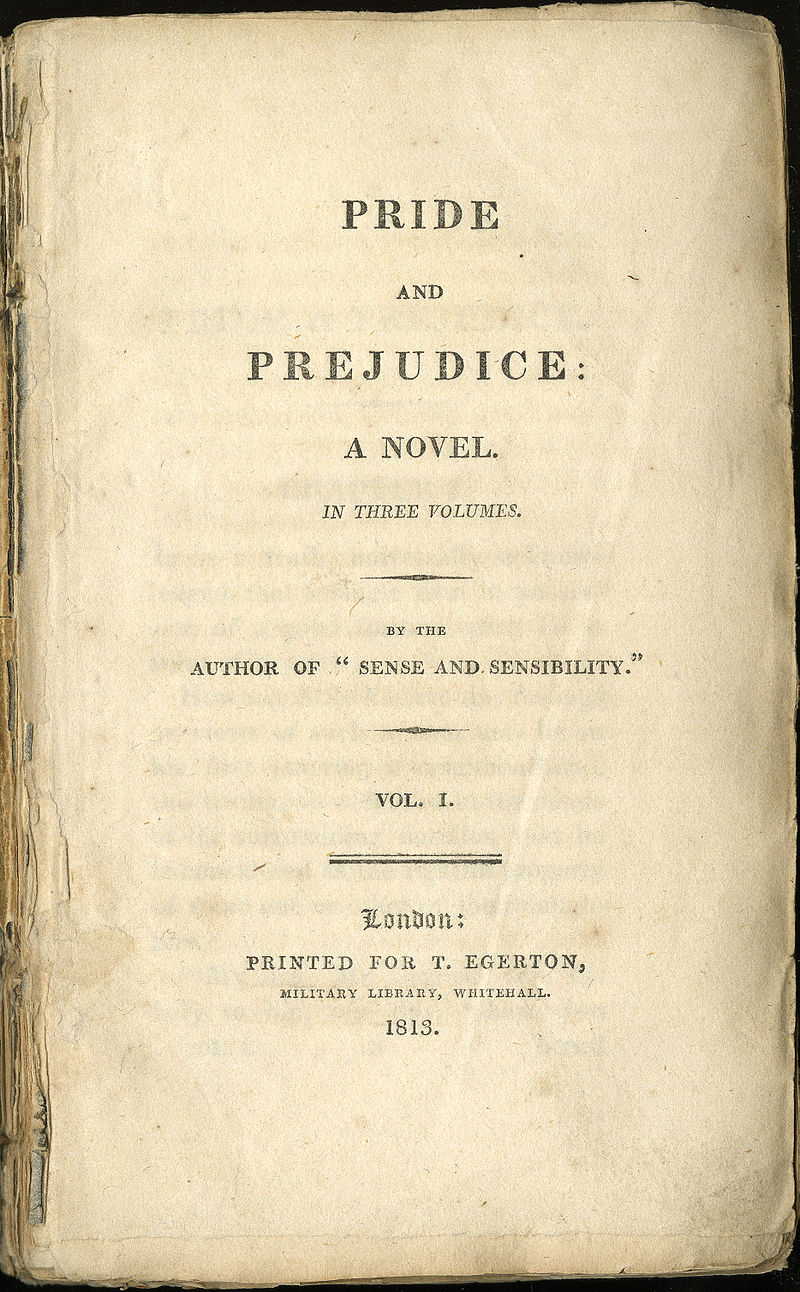 PRIDE
AND
PREJUDICE:
A NOVEL.
IN THREE VOLUMES.
BY THE
AUTHOR OF “ SENSE AND SENSIBILITY.”
VOL. I.
London:
PRINTED FOR T. EGERTON,
MILITARY LIBRARY, WHITEHALL.
1813.